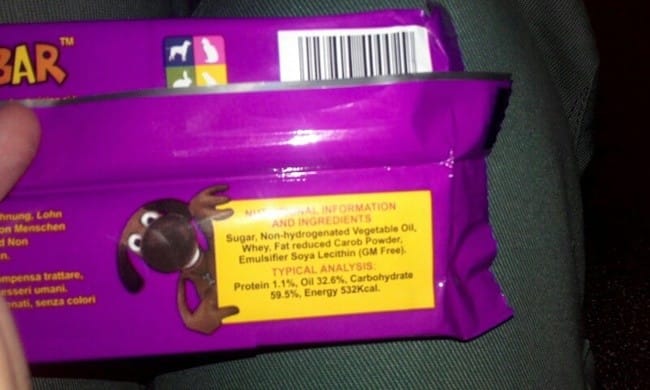 BAR™
NUTRITIONAL INFORMATION
AND INGREDIENTS
Sugar, Non-hydrogenated Vegetable Oil,
Whey, Fat reduced Carob Powder,
Emulsifier Soya Lecithin (GM Free).
TYPICAL ANALYSIS:
Protein 1.1%, Oil 32.6%, Carbohydrate
59.5%, Energy 532Kcal.
hnung, Lohn
on Menschen
d Non
n.
mpensa trattare,
esseri umani.
onati, senza colori